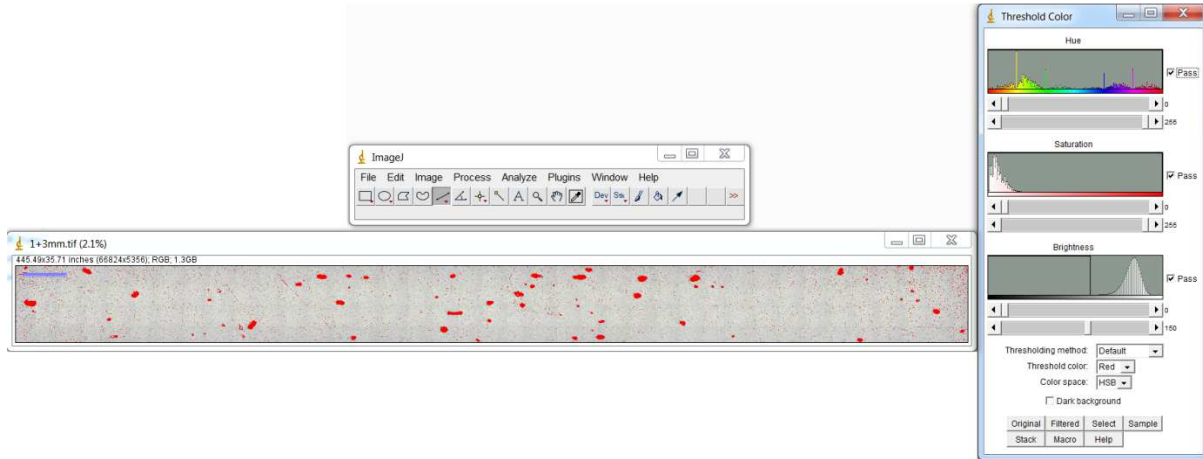 ImageJ
File Edit Image Process Analyze Plugins Window Help
Dev Stk >>
1+3mm.tif (2.1%)
445.49x35.71 inches (66824x5356); RGB; 1.3GB
Threshold Color
Hue
Pass
0
255
Saturation
Pass
0
255
Brightness
Pass
0
150
Thresholding method: Default
Threshold color: Red
Color space: HSB
Dark background
Original Filtered Select Sample
Stack Macro Help